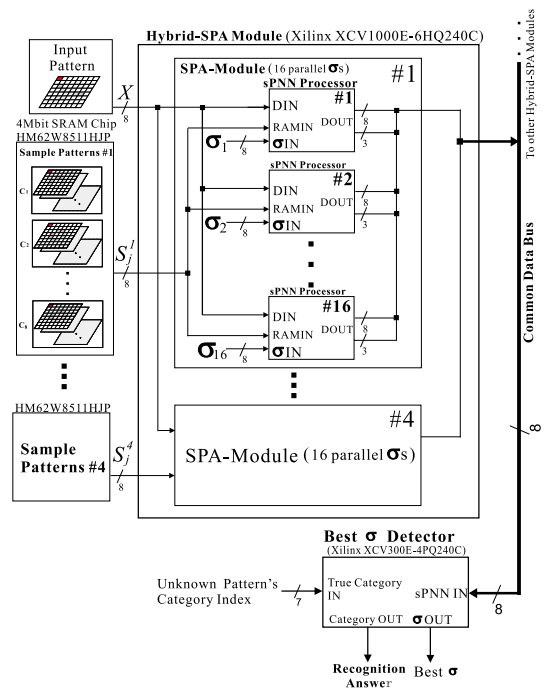 Hybrid-SPA Module (Xilinx XCV1000E-6HQ240C)
Input
Pattern
X
8
4Mbit SRAM Chip
HM62W8511HJP
Sample Patterns #1
C1
C2
C8
S_j^1
8
SPA-Module (16 parallel σs)
#1
sPNN Processor
#1
DIN
RAMIN
σIN
DOUT
8
3
σ1
8
sPNN Processor
#2
DIN
RAMIN
σIN
DOUT
8
3
σ2
8
sPNN Processor
#16
DIN
RAMIN
σIN
DOUT
8
3
σ16
8
HM62W8511HJP
Sample
Patterns #4
S_j^4
8
#4
SPA-Module (16 parallel σs)
To other Hybrid-SPA Modules
Common Data Bus
8
Best σ Detector
(Xilinx XCV300E-4PQ240C)
Unknown Pattern's
Category Index
7
True Category
IN
sPNN IN
8
Category OUT
σOUT
Recognition
Answer
Best σ